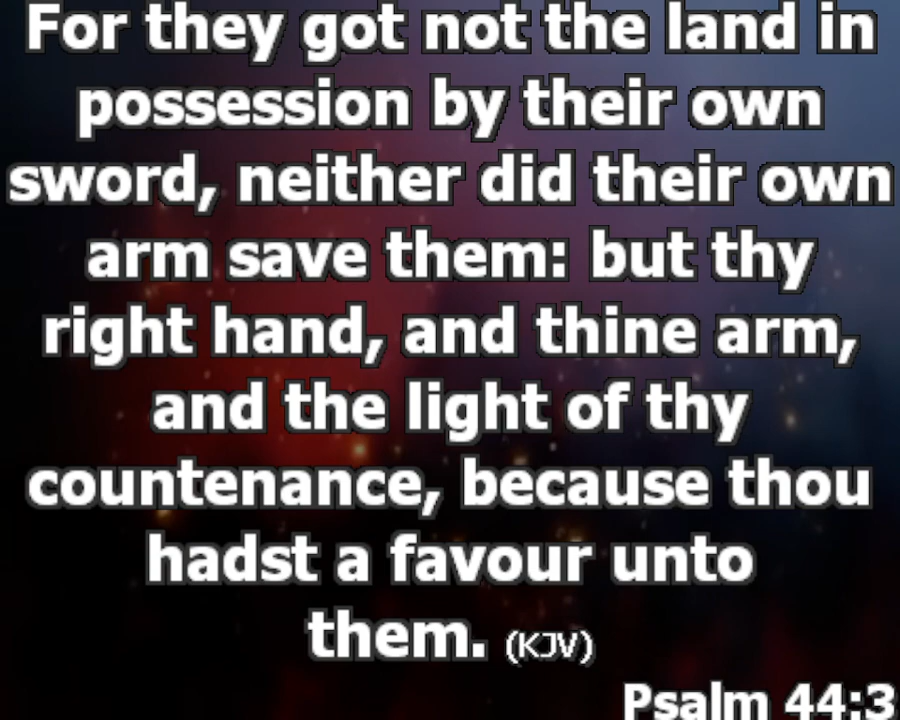 For they got not the land in
possession by their own
sword, neither did their own
arm save them: but thy
right hand, and thine arm,
and the light of thy
countenance, because thou
hadst a favour unto
them. (KJV)
Psalm 44:3